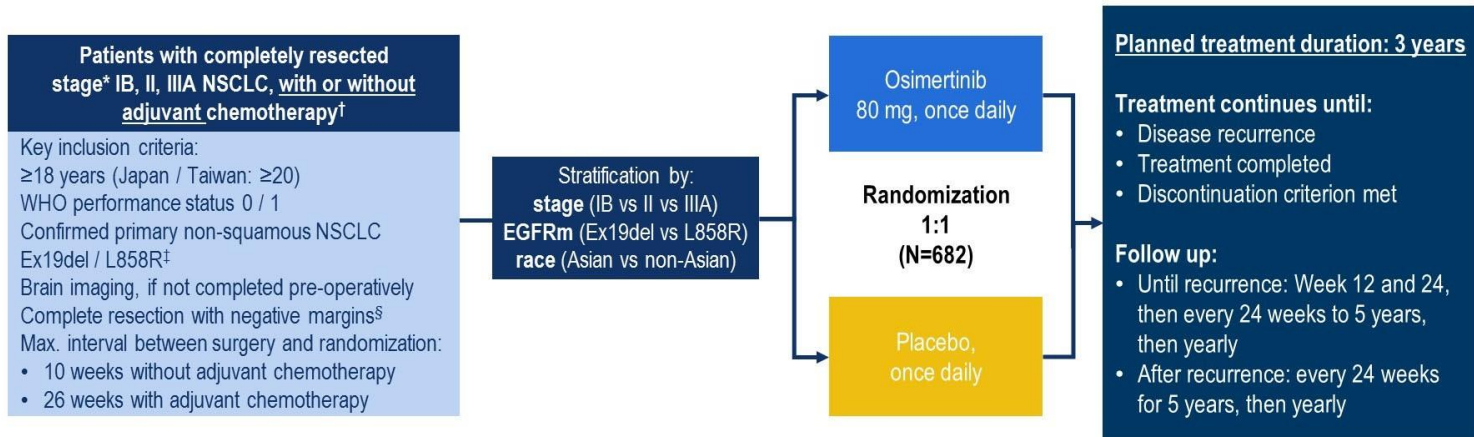 Patients with completely resected
stage* IB, II, IIIA NSCLC, with or without
adjuvant chemotherapy†
Key inclusion criteria:
≥18 years (Japan / Taiwan: ≥20)
WHO performance status 0 / 1
Confirmed primary non-squamous NSCLC
Ex19del / L858R‡
Brain imaging, if not completed pre-operatively
Complete resection with negative margins§
Max. interval between surgery and randomization:
• 10 weeks without adjuvant chemotherapy
• 26 weeks with adjuvant chemotherapy
Stratification by:
stage (IB vs II vs IIIA)
EGFRm (Ex19del vs L858R)
race (Asian vs non-Asian)
Osimertinib
80 mg, once daily
Randomization
1:1
(N=682)
Placebo,
once daily
Planned treatment duration: 3 years
Treatment continues until:
• Disease recurrence
• Treatment completed
• Discontinuation criterion met
Follow up:
• Until recurrence: Week 12 and 24,
then every 24 weeks to 5 years,
then yearly
• After recurrence: every 24 weeks
for 5 years, then yearly